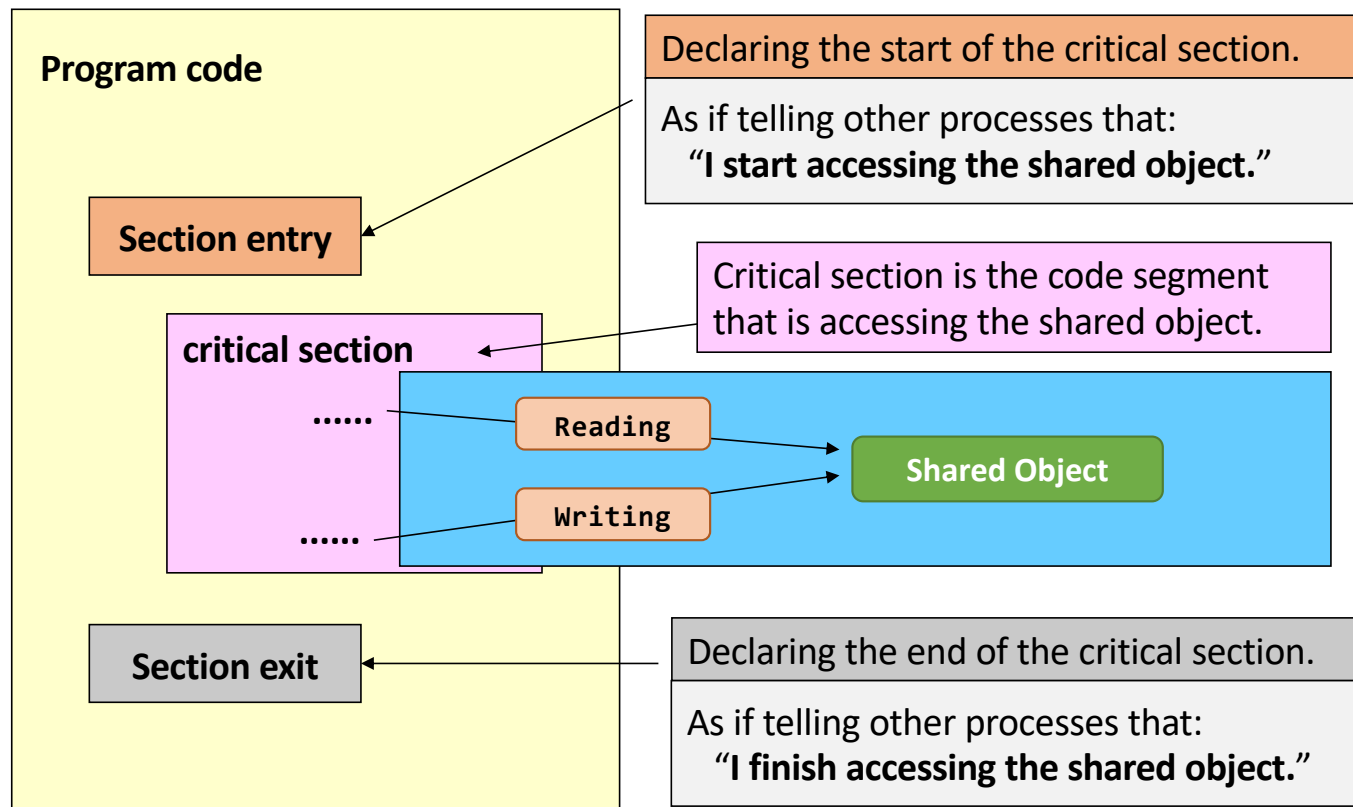 Program code
Declaring the start of the critical section.
As if telling other processes that:
“I start accessing the shared object.”
Section entry
Critical section is the code segment
that is accessing the shared object.
critical section
......
Reading
Shared Object
......
Writing
Section exit
Declaring the end of the critical section.
As if telling other processes that:
“I finish accessing the shared object.”